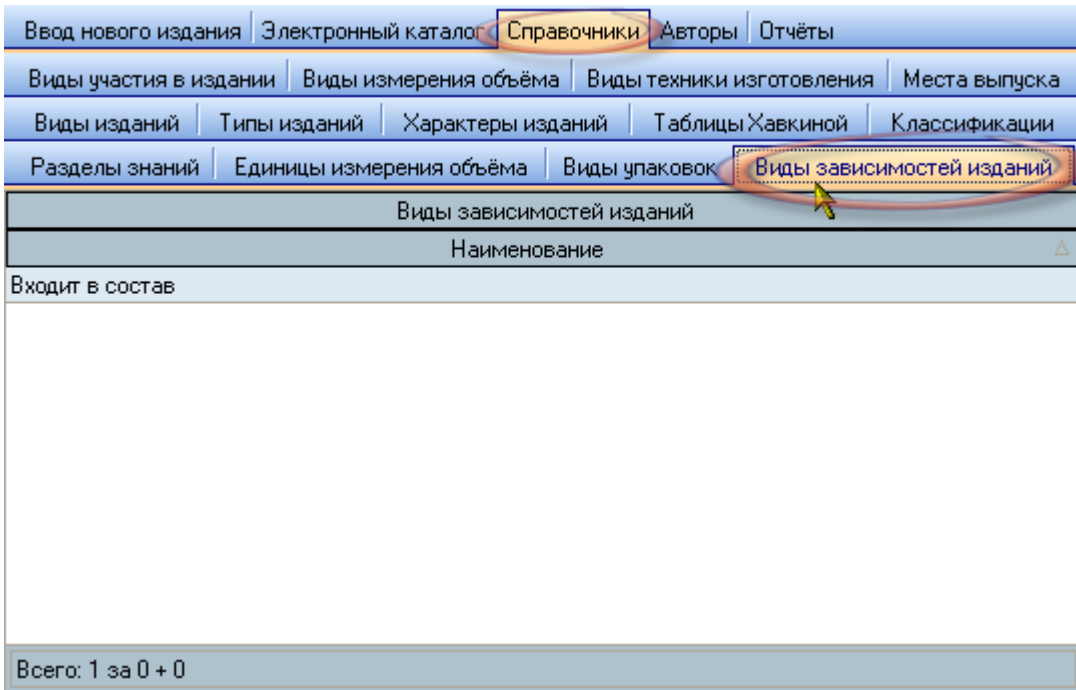 Ввод нового издания Электронный каталог Справочники Авторы Отчёты
Виды участия в издании Виды измерения объёма Виды техники изготовления Места выпуска
Виды изданий Типы изданий Характеры изданий Таблицы Хавкиной Классификации
Разделы знаний Единицы измерения объёма Виды упаковок Виды зависимостей изданий
Виды зависимостей изданий
Наименование
Входит в состав
Всего: 1 за 0 + 0